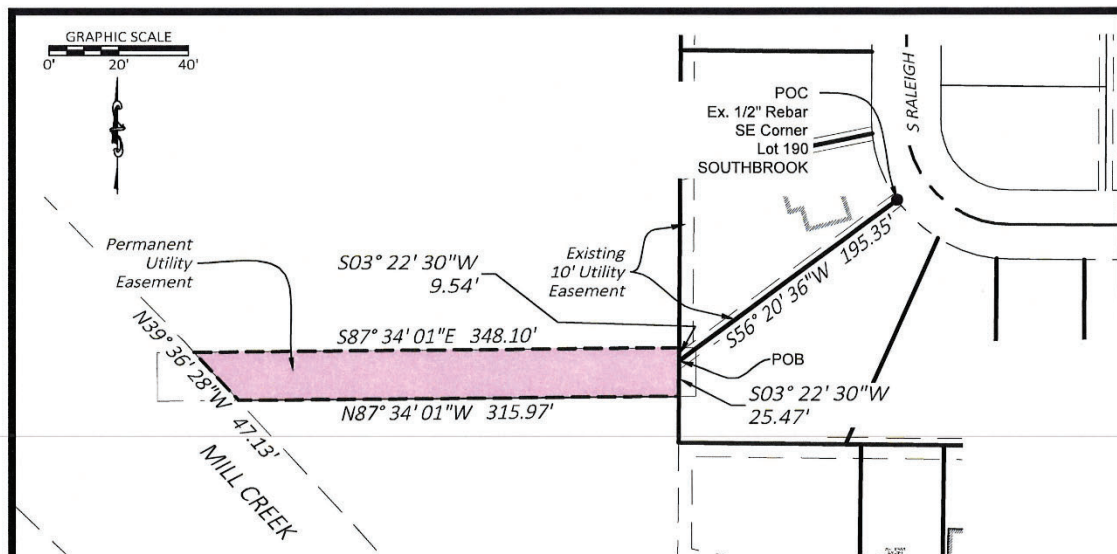 GRAPHIC SCALE
0' 20' 40'
S RALEIGH
POC
Ex. 1/2" Rebar
SE Corner
Lot 190
SOUTHBROOK
Permanent
Utility
Easement
S03° 22' 30"W
9.54'
Existing
10' Utility
Easement
S56° 20' 36"W 195.35'
N39° 36' 28"W 47.13'
S87° 34' 01"E 348.10'
POB
S03° 22' 30"W
25.47'
N87° 34' 01"W 315.97'
MILL CREEK